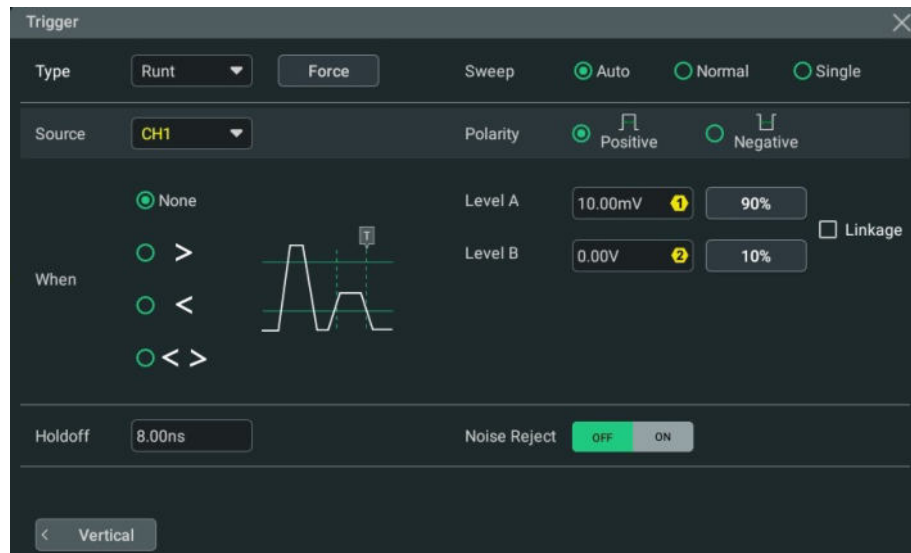 Trigger
Type Runt Force Sweep Auto Normal Single
Source CH1 Polarity Positive Negative
When
None
>
<
< >
T
Level A 10.00mV 1 90%
Level B 0.00V 2 10%
Linkage
Holdoff 8.00ns Noise Reject OFF ON
< Vertical